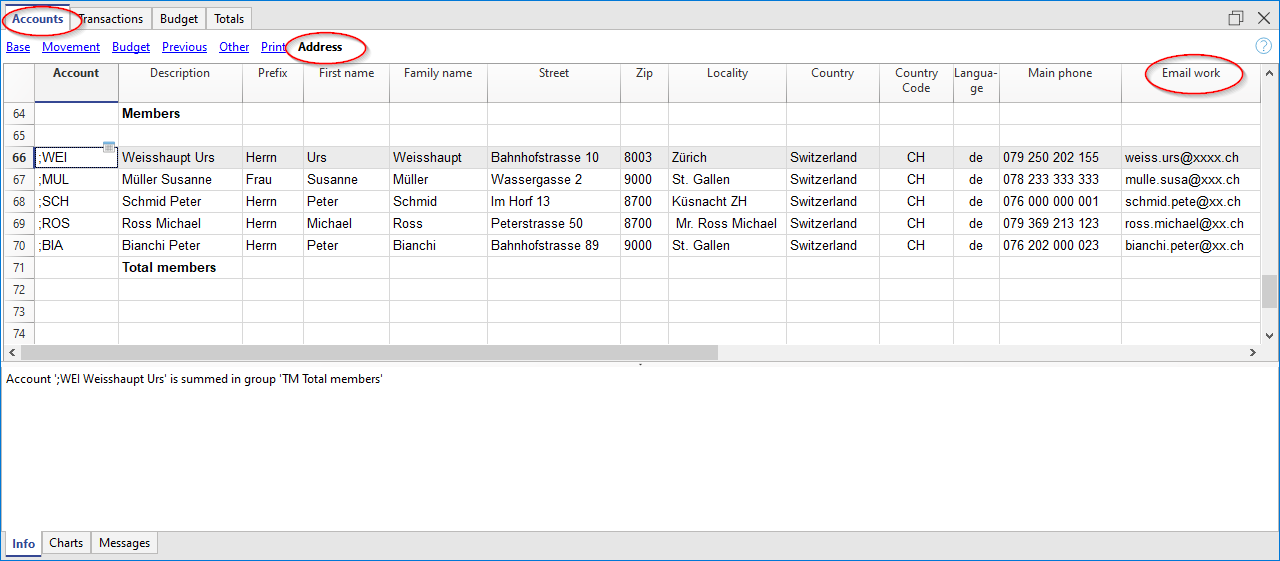 Accounts Transactions Budget Totals
Base Movement Budget Previous Other Print Address
Account Description Prefix First name Family name Street Zip Locality Country Country Code Langua-ge Main phone Email work
64 Members
65
66 ;WEI Weisshaupt Urs Herrn Urs Weisshaupt Bahnhofstrasse 10 8003 Zürich Switzerland CH de 079 250 202 155 weiss.urs@xxxx.ch
67 ;MUL Müller Susanne Frau Susanne Müller Wassergasse 2 9000 St. Gallen Switzerland CH de 078 233 333 333 mulle.susa@xxx.ch
68 ;SCH Schmid Peter Herrn Peter Schmid Im Horf 13 8700 Küsnacht ZH Switzerland CH de 076 000 000 001 schmid.pete@xx.ch
69 ;ROS Ross Michael Herrn Michael Ross Peterstrasse 50 8700 Mr. Ross Michael Switzerland CH de 079 369 213 123 ross.michael@xx.ch
70 ;BIA Bianchi Peter Herrn Peter Bianchi Bahnhofstrasse 89 9000 St. Gallen Switzerland CH de 076 202 000 023 bianchi.peter@xx.ch
71 Total members
72
73
74
Account ';WEI Weisshaupt Urs' is summed in group 'TM Total members'
Info Charts Messages